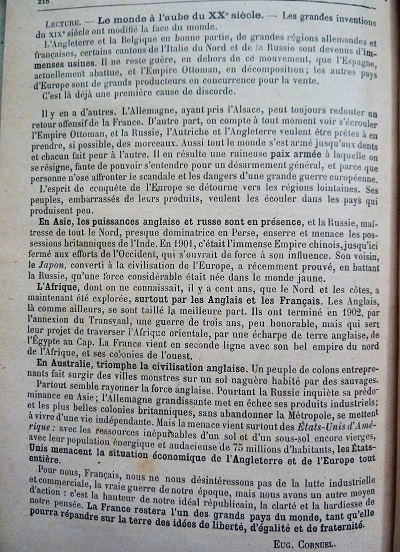 218
LECTURE. — Le monde à l'aube du XXe siècle. — Les grandes inventions
du XIXe siècle ont modifié la face du monde.
L'Angleterre et la Belgique en bonne partie, de grandes régions allemandes et
françaises, certains cantons de l'Italie du Nord et de la Russie sont devenus d'im-
menses usines. Il ne reste guère, en dehors de ce mouvement, que l'Espagne,
actuellement abattue, et l'Empire Ottoman, en décomposition; les autres pays
d'Europe sont de grands producteurs en concurrence pour la vente.
C'est là déjà une première cause de discorde.
Il y en a d'autres. L'Allemagne, ayant pris l'Alsace, peut toujours redouter un
retour offensif de la France. D'autre part, on compte à tout moment voir s'écrouler
l'Empire Ottoman, et la Russie, l'Autriche et l'Angleterre veulent être prêtes à en
prendre, si possible, des morceaux. Aussi tout le monde s'est armé jusqu'aux dents
et chacun fait peur à l'autre. Il en résulte une ruineuse paix armée à laquelle on
se résigne, faute de pouvoir s'entendre pour un désarmement général, et parce que
personne n'ose affronter le scandale et les dangers d'une grande guerre européenne.
L'esprit de conquête de l'Europe se détourne vers les régions lointaines. Ses
peuples, embarrassés de leurs produits, veulent les écouler dans les pays qui
produisent peu.
En Asie, les puissances anglaise et russe sont en présence, et la Russie, maî-
tresse de tout le Nord, presque dominatrice en Perse, enserre et menace les pos-
sessions britanniques de l'Inde. En 1901, c'était l'immense Empire chinois, jusqu'ici
fermé aux efforts de l'Occident, qui s'ouvrait de force à son influence. Son voisin,
le Japon, converti à la civilisation de l'Europe, a récemment prouvé, en battant
la Russie, qu'une force considérable était née dans le monde jaune.
L'Afrique, dont on ne connaissait, il y a cent ans, que le Nord et les côtes, a
maintenant été explorée, surtout par les Anglais et les Français. Les Anglais,
là comme ailleurs, se sont taillé la meilleure part. Ils ont terminé en 1902, par
l'annexion du Transvaal, une guerre de trois ans, peu honorable, mais qui sert
leur projet de traverser l'Afrique orientale, par une écharpe de terre anglaise, de
l'Égypte au Cap. La France vient en seconde ligne avec son bel empire du nord
de l'Afrique, et ses colonies de l'ouest.
En Australie, triomphe la civilisation anglaise. Un peuple de colons entrepre-
nants fait surgir des villes monstres sur un sol naguère habité par des sauvages.
Partout semble rayonner la force anglaise. Pourtant la Russie inquiète sa prédo-
minance en Asie; l'Allemagne grandissante met en échec ses produits industriels;
et les plus belles colonies britanniques, sans abandonner la Métropole, se mettent
à vivre d'une vie indépendante. Mais la menace vient surtout des États-Unis d'Amé-
rique : avec les ressources inépuisables d'un sol et d'un sous-sol encore vierges,
avec leur population énergique et audacieuse de 75 millions d'habitants, les États-
Unis menacent la situation économique de l'Angleterre et de l'Europe tout
entière.
Pour nous, Français, nous ne nous désintéressons pas de la lutte industrielle
et commerciale, la vraie guerre de notre époque, mais nous avons un autre moyen
d'action : c'est la hauteur de notre idéal républicain, la clarté et la hardiesse de
notre pensée. La France restera l'un des grands pays du monde, tant qu'elle
pourra répandre sur la terre des idées de liberté, d'égalité et de fraternité.
EUG. CORNUEL.